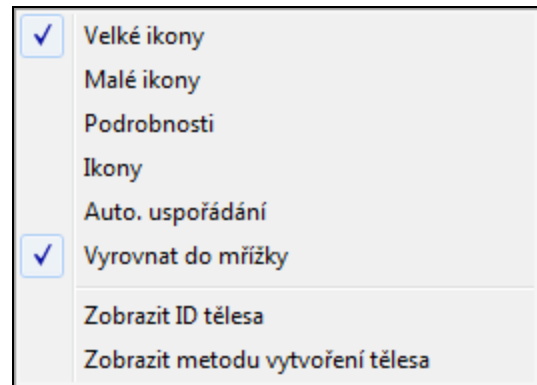 Velké ikony
Malé ikony
Podrobnosti
Ikony
Auto. uspořádání
Vyrovnat do mřížky
Zobrazit ID tělesa
Zobrazit metodu vytvoření tělesa